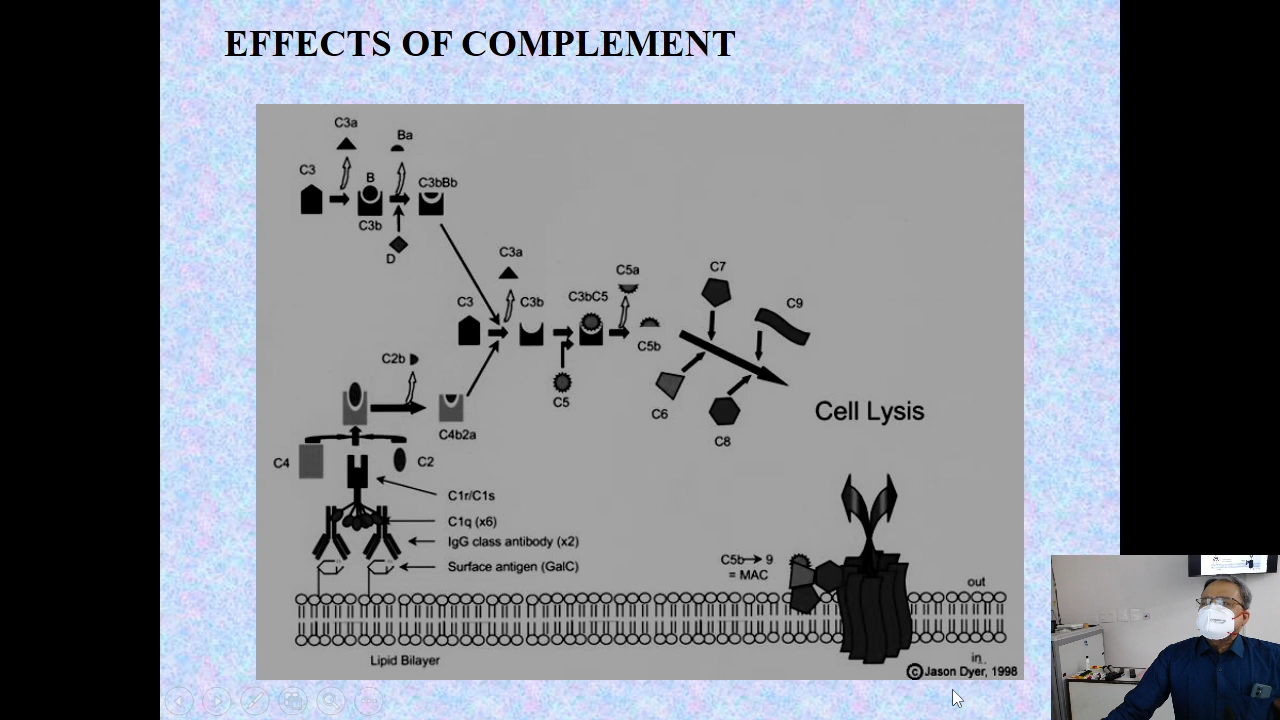 EFFECTS OF COMPLEMENT
C3a
Ba
C3
B
C3bBb
C3b
D
C3a
C5a
C7
C3
C3b
C3bC5
C9
C5b
C2b
C5
C6
C4b2a
C8
Cell Lysis
C4
C2
C1r/C1s
C1q (x6)
IgG class antibody (x2)
Surface antigen (GalC)
C5b→ 9
= MAC
out
Lipid Bilayer
in..
©Jason Dyer, 1998